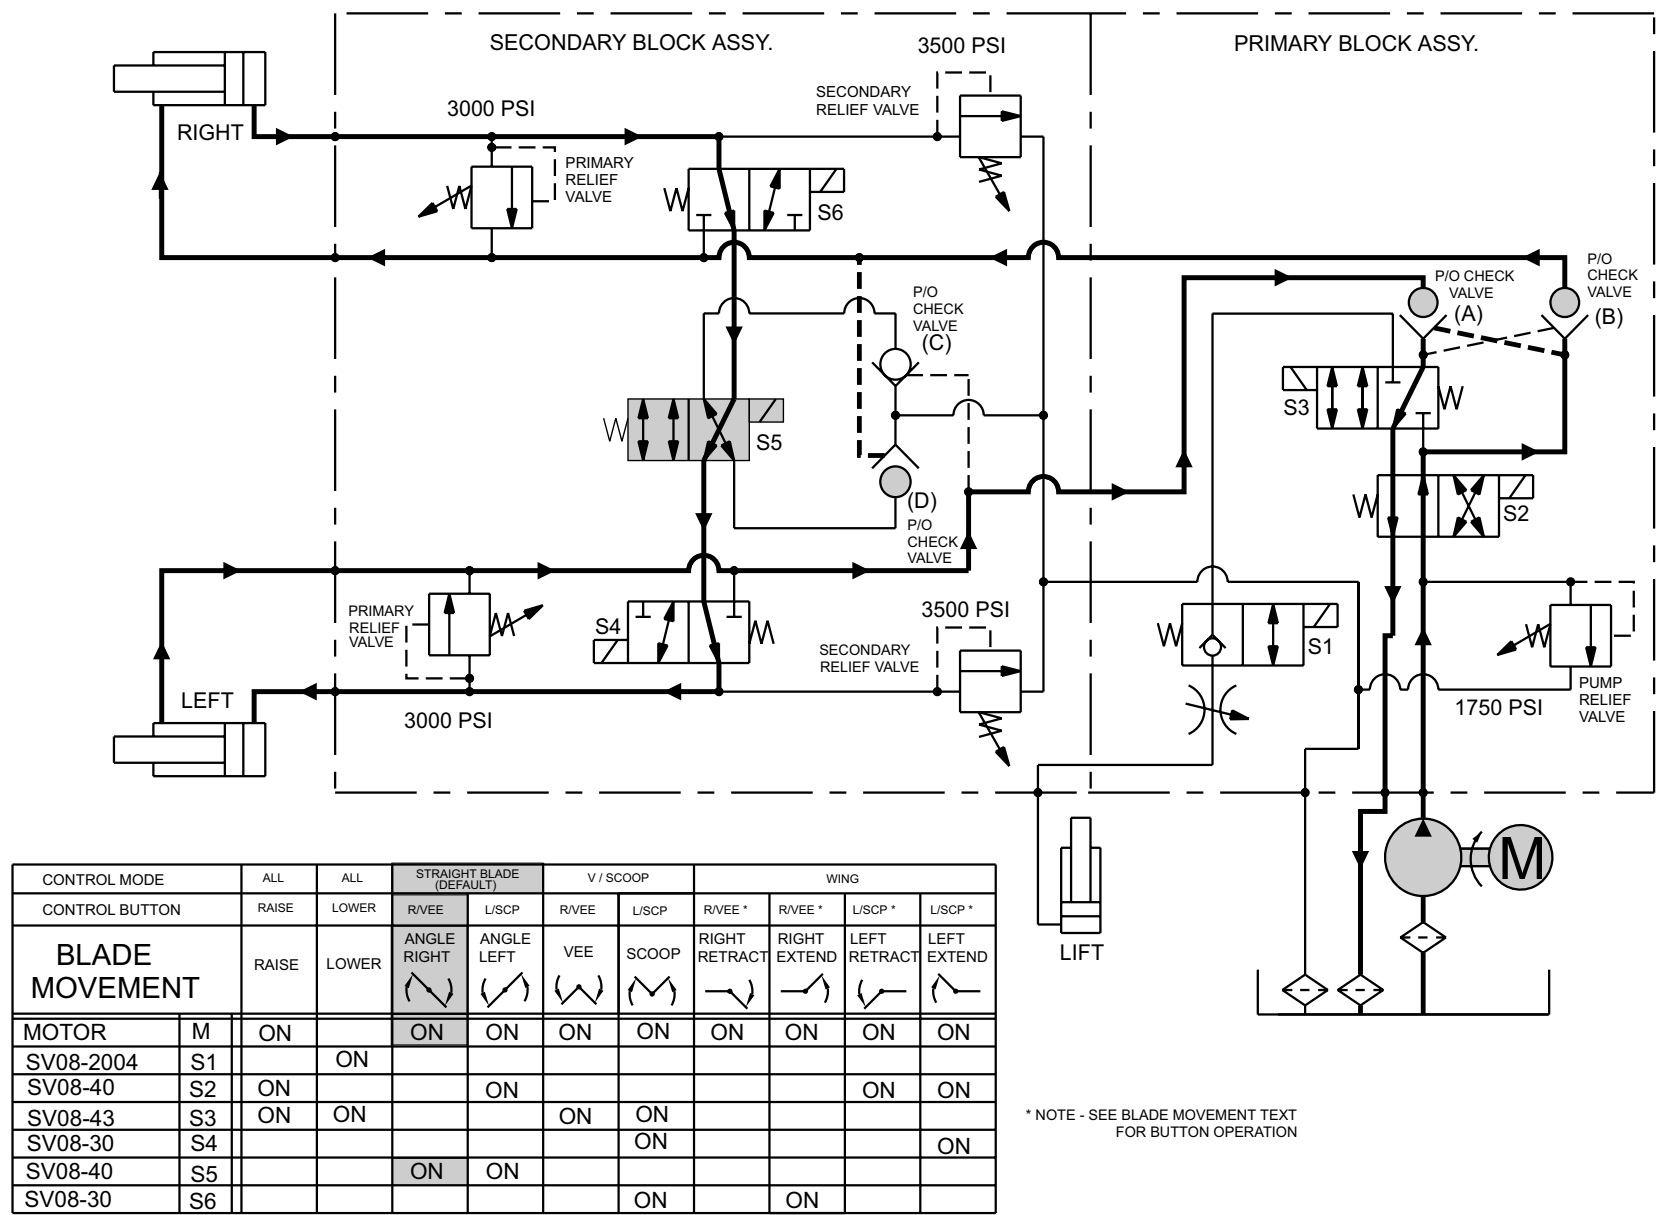 SECONDARY BLOCK ASSY.
3500 PSI
PRIMARY BLOCK ASSY.
SECONDARY
RELIEF VALVE
3000 PSI
RIGHT
PRIMARY
RELIEF
VALVE
S6
P/O
CHECK
VALVE
(C)
P/O CHECK
VALVE
(A)
P/O
CHECK
VALVE
(B)
S3
S5
(D)
P/O
CHECK
VALVE
S2
PRIMARY
RELIEF
VALVE
S4
3500 PSI
SECONDARY
RELIEF VALVE
S1
LEFT
3000 PSI
1750 PSI
PUMP
RELIEF
VALVE
M
LIFT
CONTROL MODE ALL ALL STRAIGHT BLADE (DEFAULT) V / SCOOP WING
CONTROL BUTTON RAISE LOWER R/VEE L/SCP R/VEE L/SCP R/VEE * R/VEE * L/SCP * L/SCP *
BLADE MOVEMENT RAISE LOWER ANGLE RIGHT ANGLE LEFT VEE SCOOP RIGHT RETRACT RIGHT EXTEND LEFT RETRACT LEFT EXTEND
MOTOR M ON ON ON ON ON ON ON ON ON
SV08-2004 S1 ON
SV08-40 S2 ON ON ON ON
SV08-43 S3 ON ON ON ON
SV08-30 S4 ON ON
SV08-40 S5 ON ON
SV08-30 S6 ON ON
* NOTE - SEE BLADE MOVEMENT TEXT
FOR BUTTON OPERATION